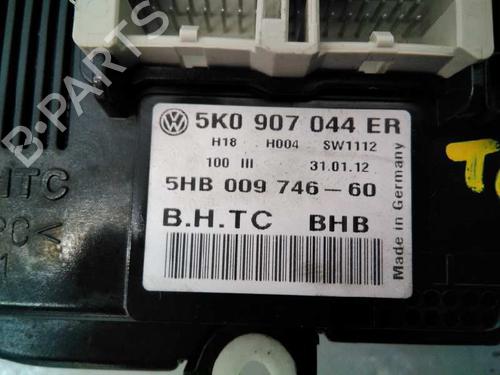 B-PARTS
5K0 907 044 ER
H18 H004 SW1112
100 III 31.01.12
5HB 009 746-60
B.H.TC BHB
Made in Germany
HTC